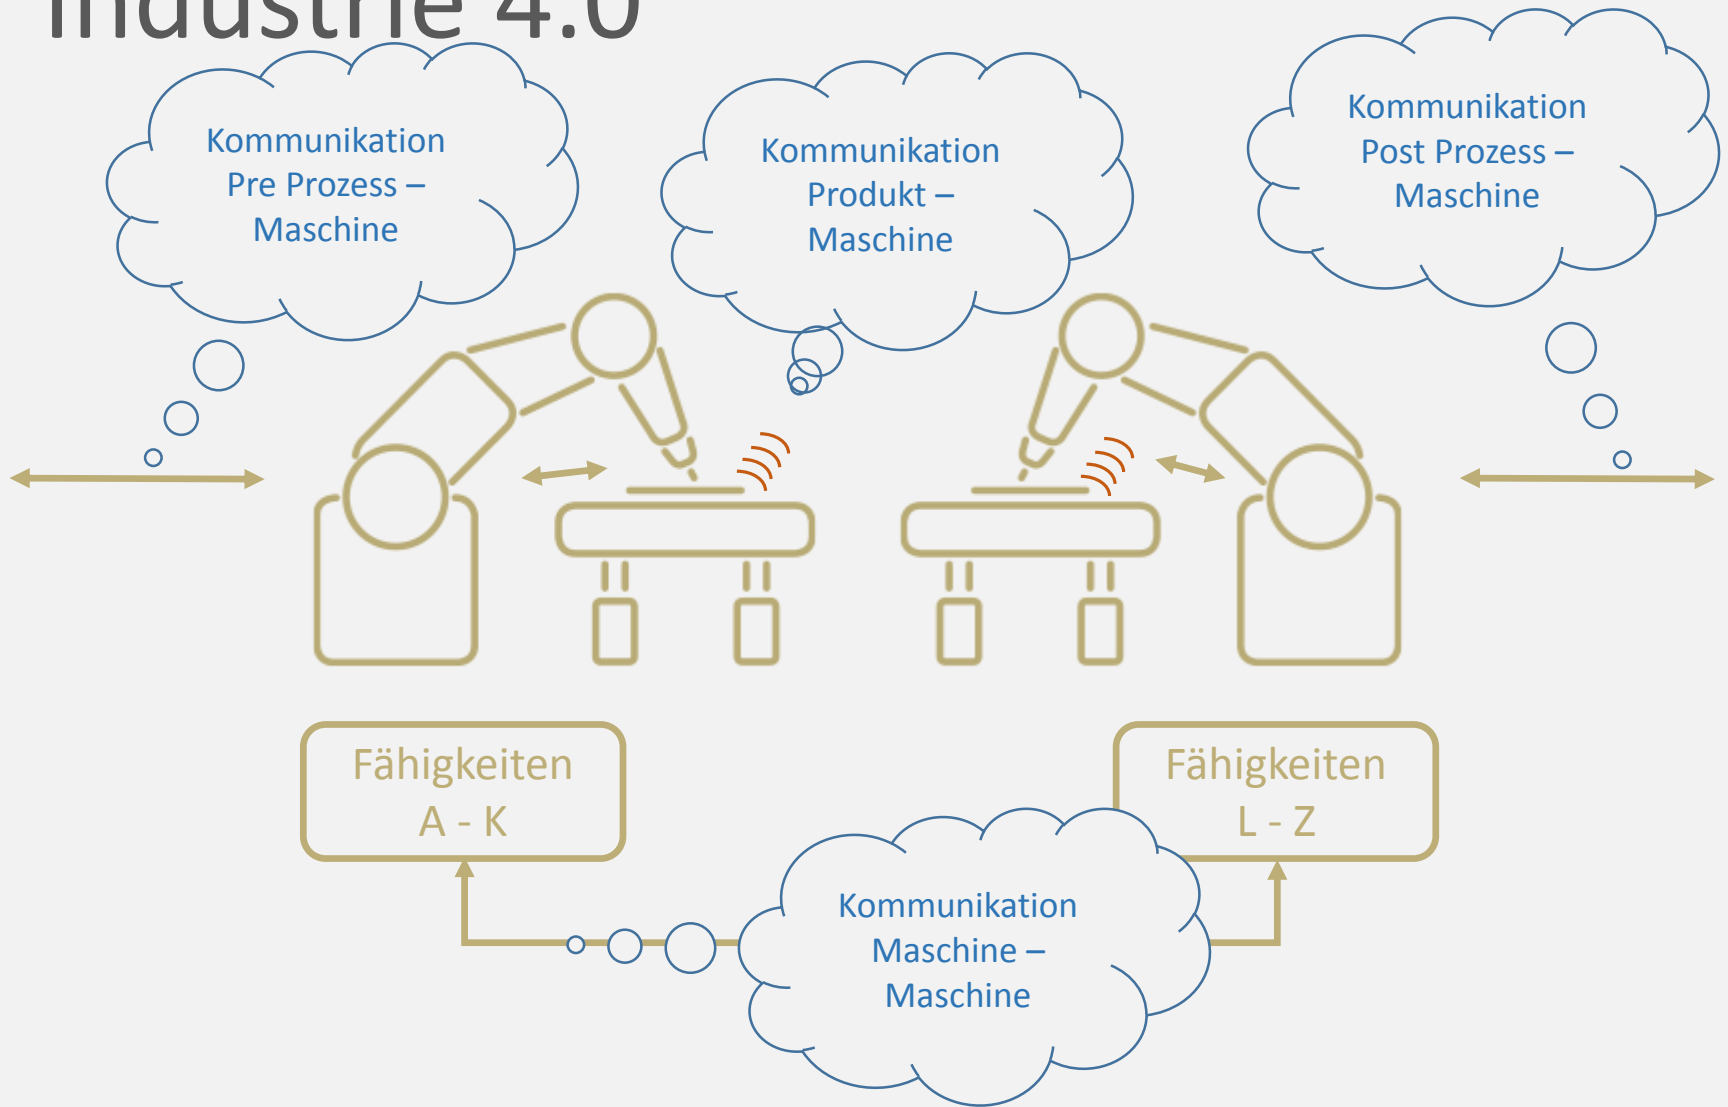 Industrie 4.0
Kommunikation
Pre Prozess –
Maschine
Kommunikation
Produkt –
Maschine
Kommunikation
Post Prozess –
Maschine
Fähigkeiten
A - K
Fähigkeiten
L - Z
Kommunikation
Maschine –
Maschine